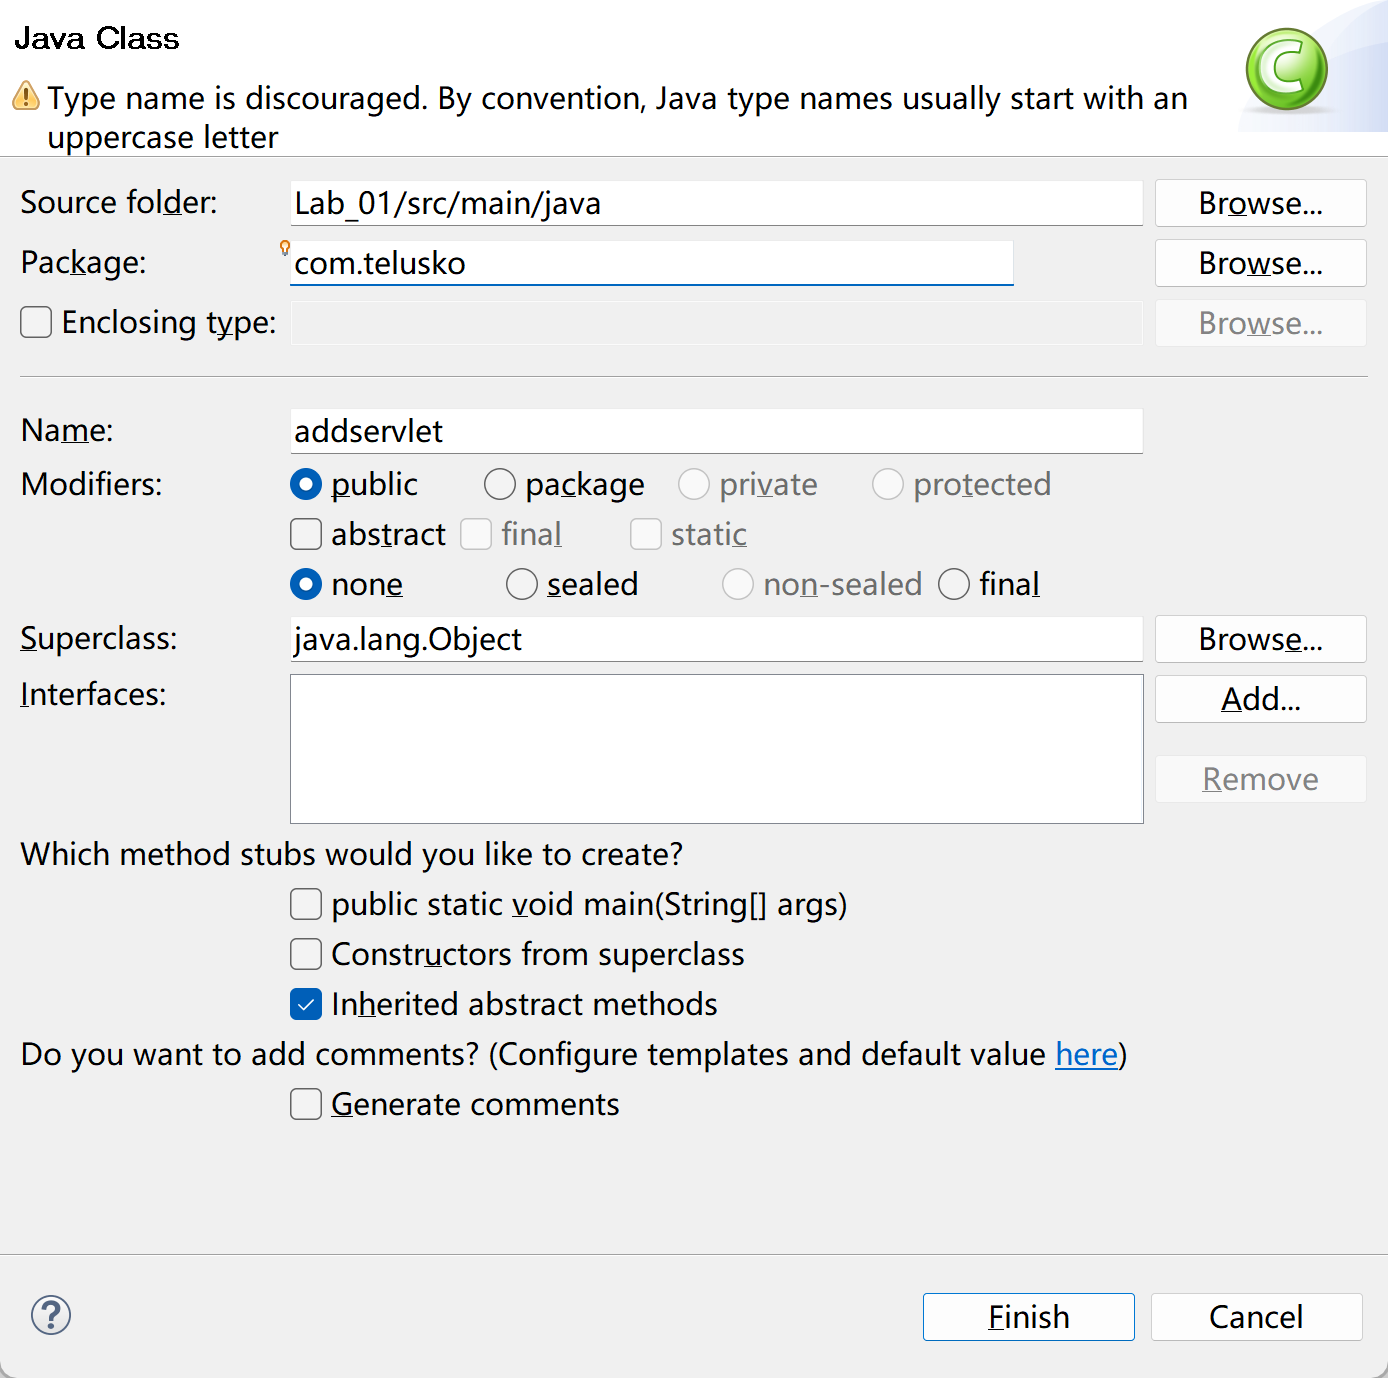 Java Class
Type name is discouraged. By convention, Java type names usually start with an
uppercase letter
Source folder: Lab_01/src/main/java Browse...
Package: com.telusko Browse...
Enclosing type: Browse...
Name: addservlet
Modifiers: public package private protected
abstract final static
none sealed non-sealed final
Superclass: java.lang.Object Browse...
Interfaces: Add...
Remove
Which method stubs would you like to create?
public static void main(String[] args)
Constructors from superclass
Inherited abstract methods
Do you want to add comments? (Configure templates and default value here)
Generate comments
? Finish Cancel